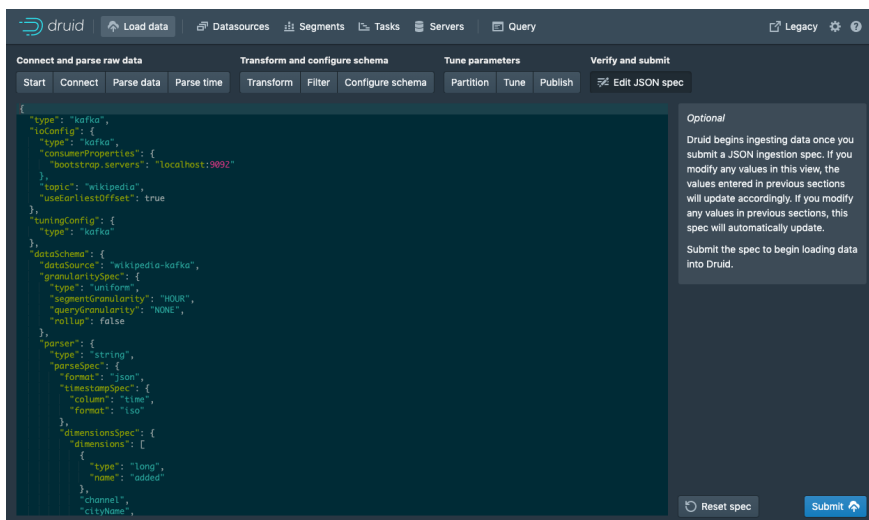 druid Load data Datasources Segments Tasks Servers Query Legacy
Connect and parse raw data Transform and configure schema Tune parameters Verify and submit
Start Connect Parse data Parse time Transform Filter Configure schema Partition Tune Publish Edit JSON spec
{
"type": "kafka",
"ioConfig": {
"type": "kafka",
"consumerProperties": {
"bootstrap.servers": "localhost:9092"
},
"topic": "wikipedia",
"useEarliestOffset": true
},
"tuningConfig": {
"type": "kafka"
},
"dataSchema": {
"dataSource": "wikipedia-kafka",
"granularitySpec": {
"type": "uniform",
"segmentGranularity": "HOUR",
"queryGranularity": "NONE",
"rollup": false
},
"parser": {
"type": "string",
"parseSpec": {
"format": "json",
"timestampSpec": {
"column": "time",
"format": "iso"
},
"dimensionsSpec": {
"dimensions": [
{
"type": "long",
"name": "added"
},
"channel",
"cityName",
Optional
Druid begins ingesting data once you
submit a JSON ingestion spec. If you
modify any values in this view, the
values entered in previous sections
will update accordingly. If you modify
any values in previous sections, this
spec will automatically update.
Submit the spec to begin loading data
into Druid.
Reset spec Submit